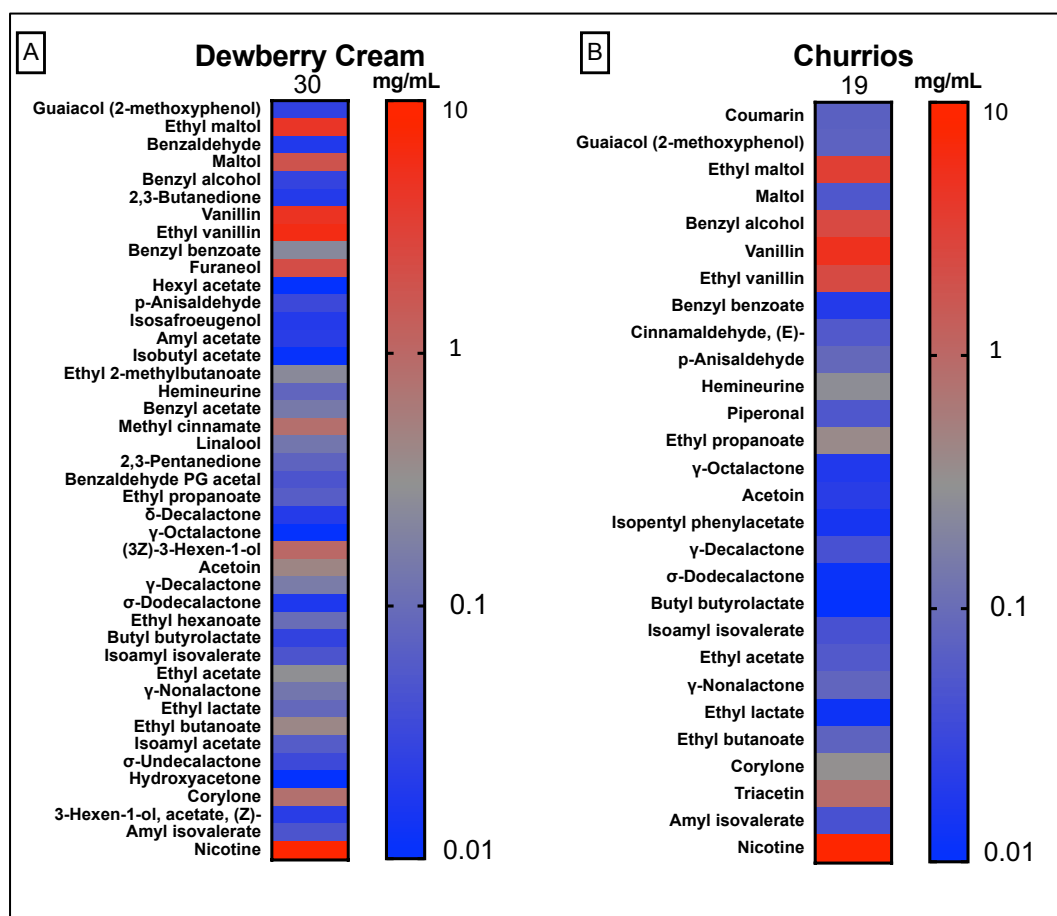 A
Dewberry Cream
30
mg/mL
Guaiacol (2-methoxyphenol)
Ethyl maltol
Benzaldehyde
Maltol
Benzyl alcohol
2,3-Butanedione
Vanillin
Ethyl vanillin
Benzyl benzoate
Furaneol
Hexyl acetate
p-Anisaldehyde
Isosafroeugenol
Amyl acetate
Isobutyl acetate
Ethyl 2-methylbutanoate
Hemineurine
Benzyl acetate
Methyl cinnamate
Linalool
2,3-Pentanedione
Benzaldehyde PG acetal
Ethyl propanoate
δ-Decalactone
γ-Octalactone
(3Z)-3-Hexen-1-ol
Acetoin
γ-Decalactone
σ-Dodecalactone
Ethyl hexanoate
Butyl butyrolactate
Isoamyl isovalerate
Ethyl acetate
γ-Nonalactone
Ethyl lactate
Ethyl butanoate
Isoamyl acetate
σ-Undecalactone
Hydroxyacetone
Corylone
3-Hexen-1-ol, acetate, (Z)-
Amyl isovalerate
Nicotine
10
1
0.1
0.01
B
Churrios
19
mg/mL
Coumarin
Guaiacol (2-methoxyphenol)
Ethyl maltol
Maltol
Benzyl alcohol
Vanillin
Ethyl vanillin
Benzyl benzoate
Cinnamaldehyde, (E)-
p-Anisaldehyde
Hemineurine
Piperonal
Ethyl propanoate
γ-Octalactone
Acetoin
Isopentyl phenylacetate
γ-Decalactone
σ-Dodecalactone
Butyl butyrolactate
Isoamyl isovalerate
Ethyl acetate
γ-Nonalactone
Ethyl lactate
Ethyl butanoate
Corylone
Triacetin
Amyl isovalerate
Nicotine
10
1
0.1
0.01